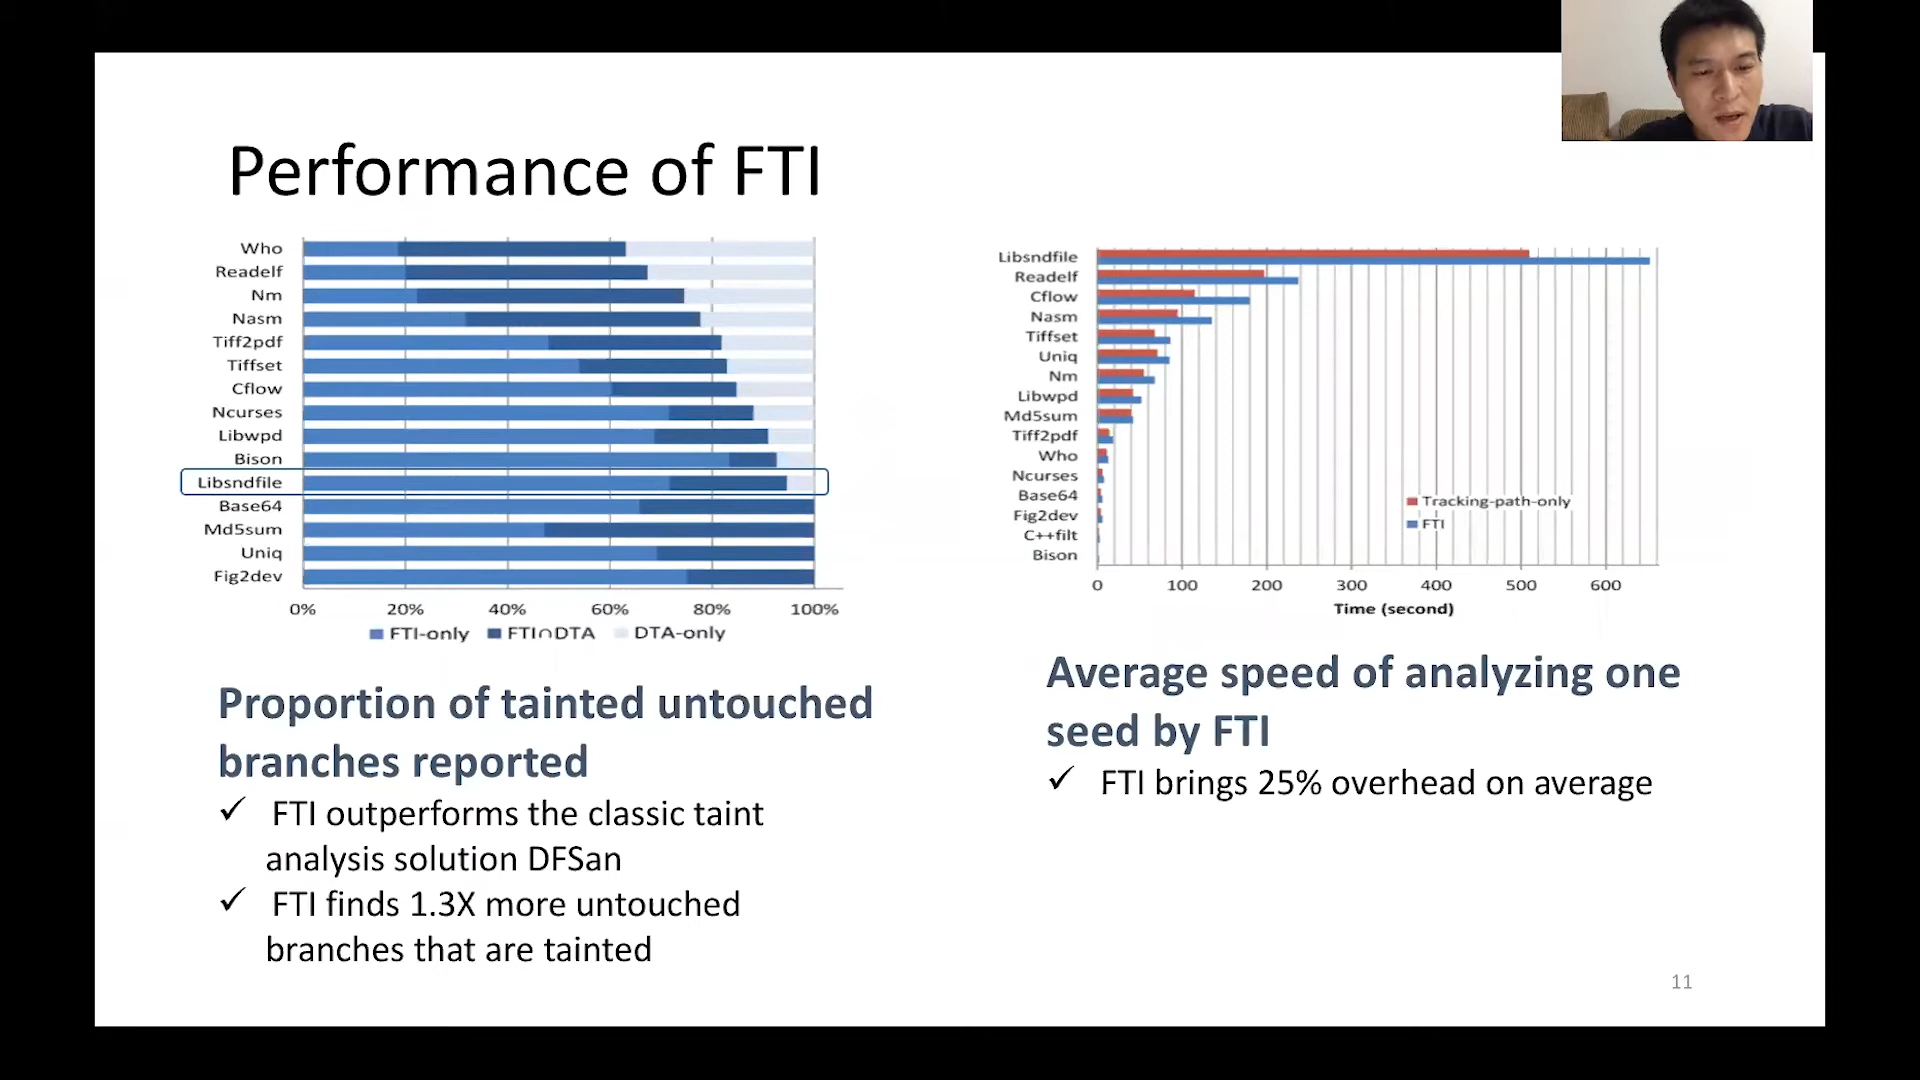 Performance of FTI
Who
Readelf
Nm
Nasm
Tiff2pdf
Tiffset
Cflow
Ncurses
Libwpd
Bison
Libsndfile
Base64
Md5sum
Uniq
Fig2dev
0% 20% 40% 60% 80% 100%
FTI-only FTI∩DTA DTA-only
Proportion of tainted untouched
branches reported
✓ FTI outperforms the classic taint
analysis solution DFSan
✓ FTI finds 1.3X more untouched
branches that are tainted
Libsndfile
Readelf
Cflow
Nasm
Tiffset
Uniq
Nm
Libwpd
Md5sum
Tiff2pdf
Who
Ncurses
Base64
Fig2dev
C++filt
Bison
Tracking-path-only
FTI
0 100 200 300 400 500 600
Time (second)
Average speed of analyzing one
seed by FTI
✓ FTI brings 25% overhead on average
11